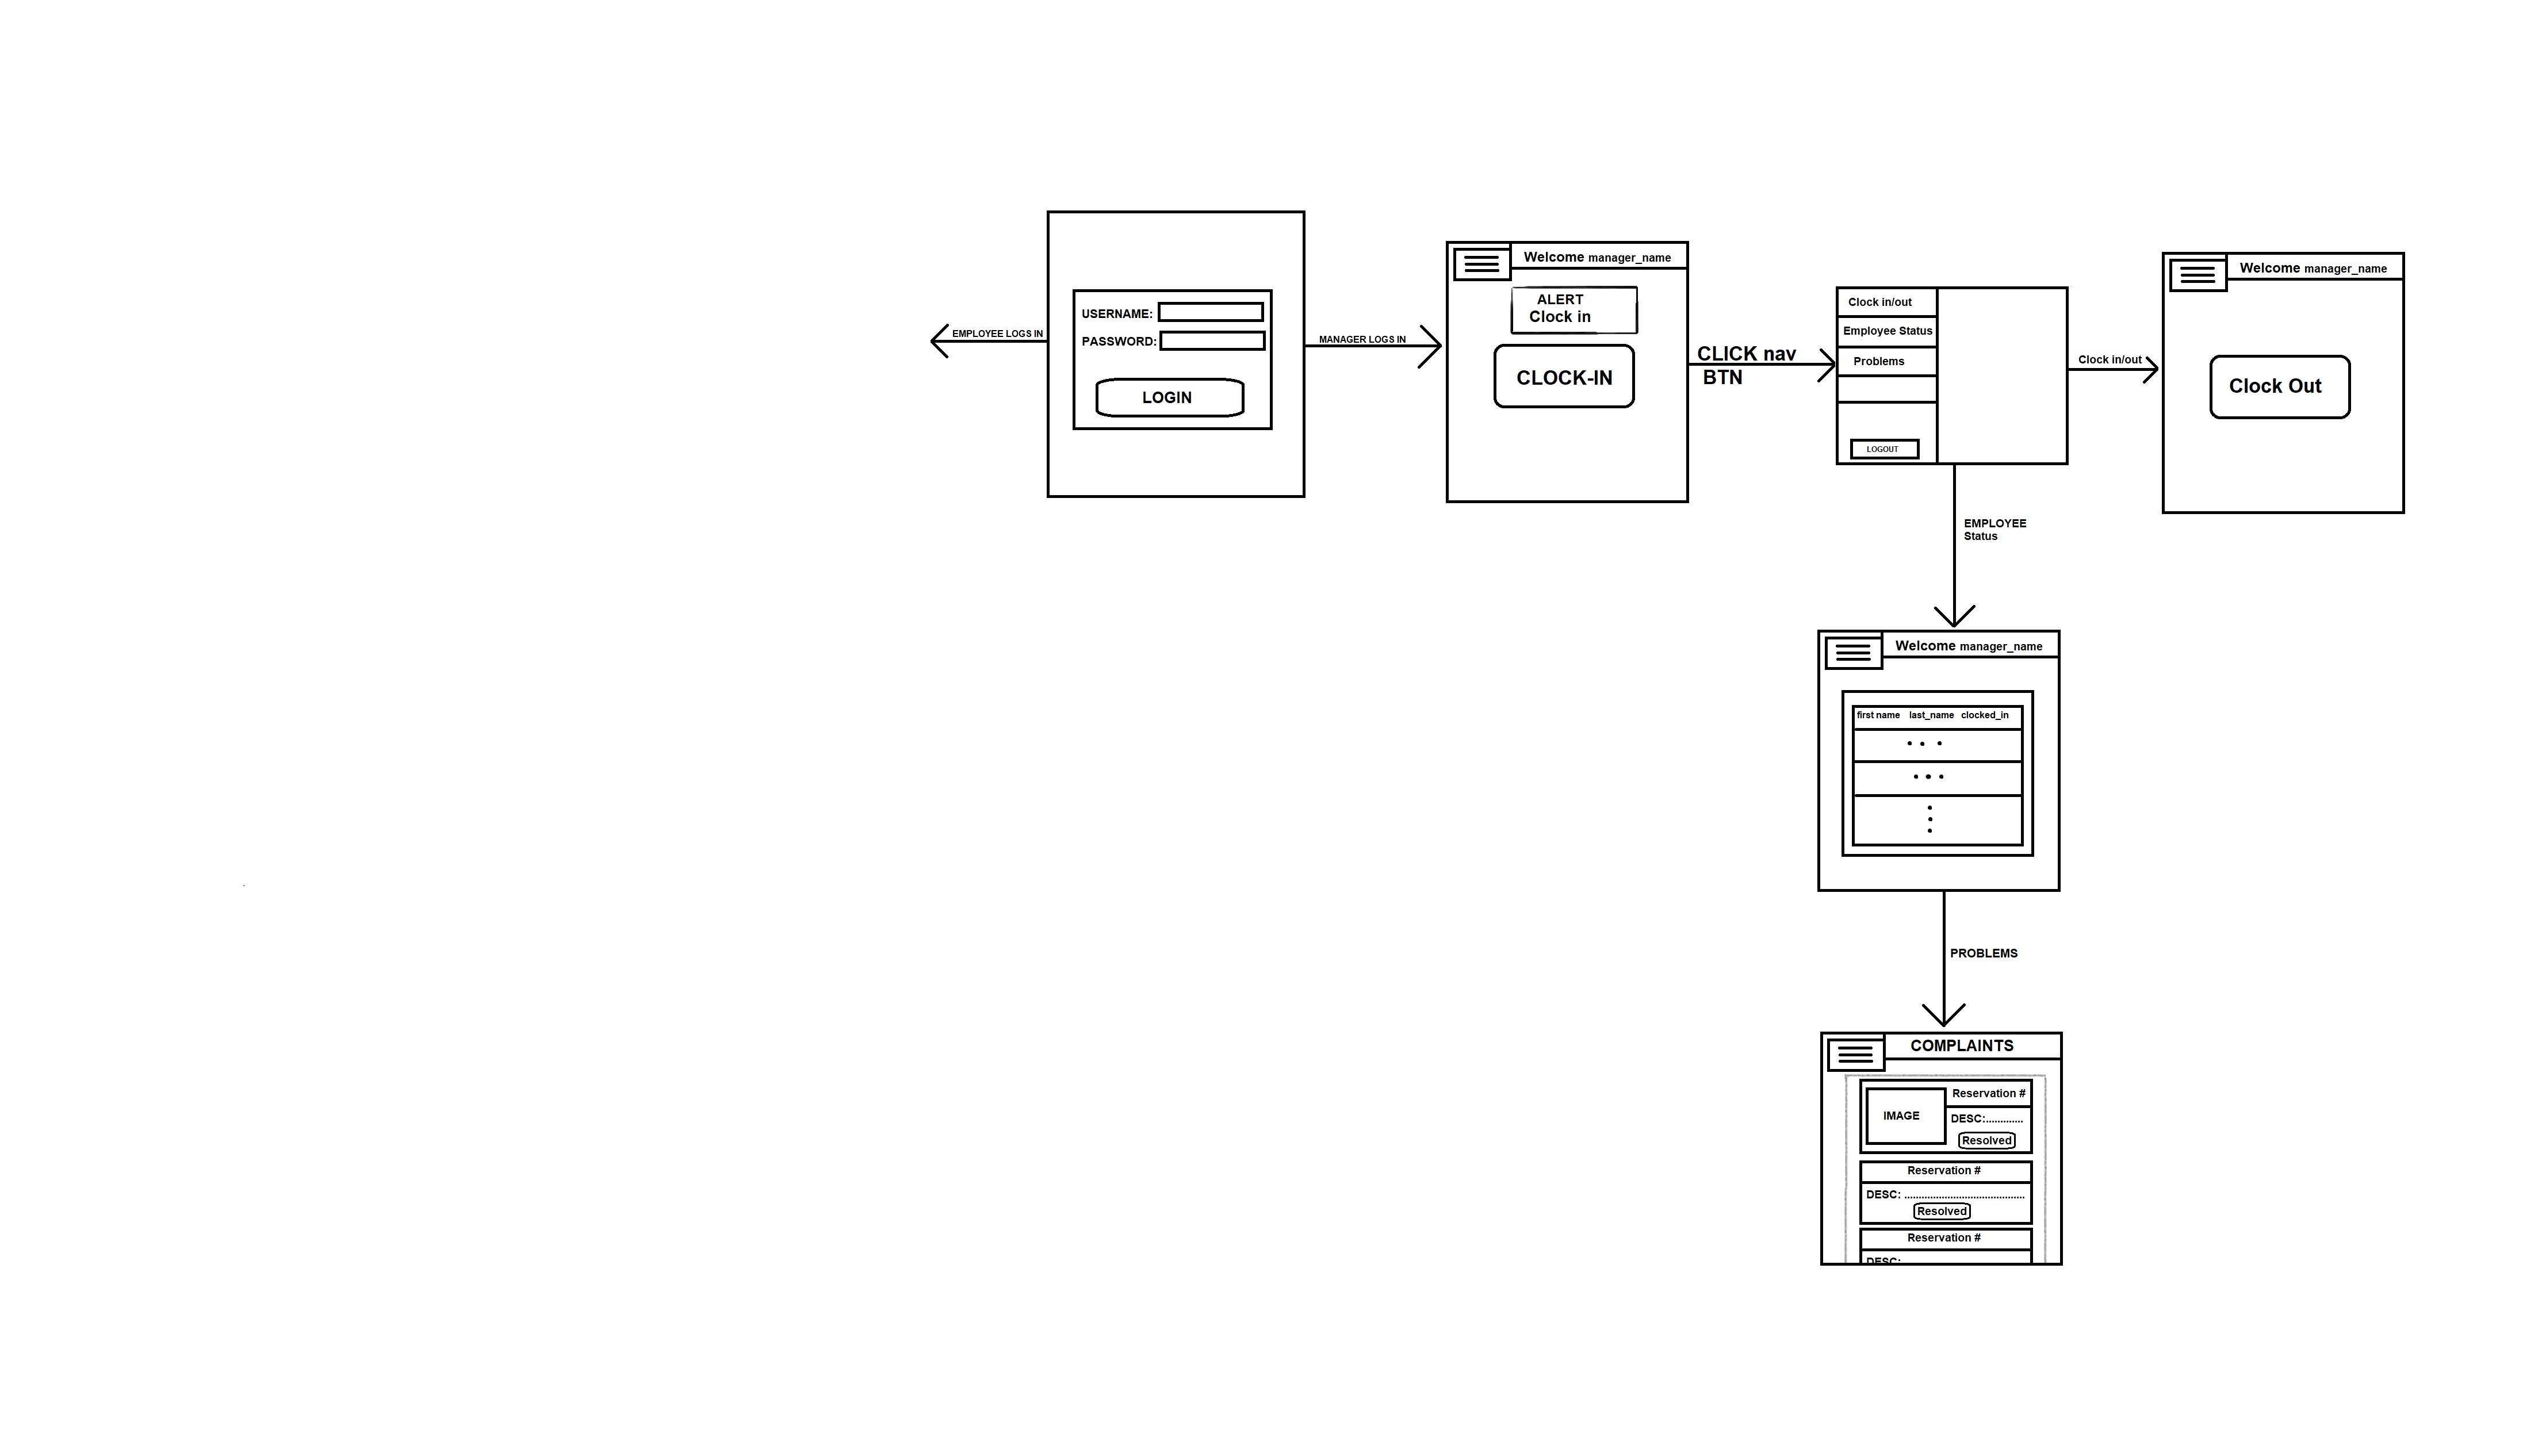 EMPLOYEE LOGS IN
USERNAME:
PASSWORD:
LOGIN
MANAGER LOGS IN
Welcome manager_name
ALERT
Clock in
CLOCK-IN
CLICK nav
BTN
Clock in/out
Employee Status
Problems
LOGOUT
Clock in/out
Welcome manager_name
Clock Out
EMPLOYEE
Status
Welcome manager_name
first name last_name clocked_in
PROBLEMS
COMPLAINTS
IMAGE
Reservation #
DESC:.............
Resolved
Reservation #
DESC: ..........................................
Resolved
Reservation #
DESC: